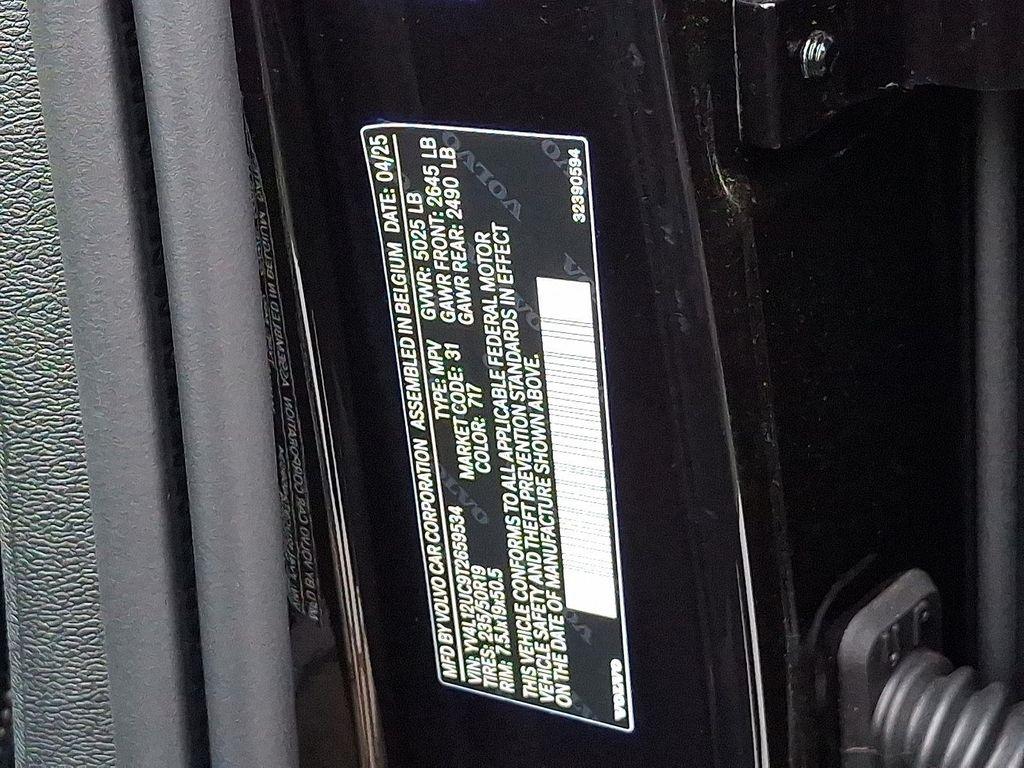 MFD BY VOLVO CAR CORPORATION ASSEMBLED IN BELGIUM DATE: 04/25
VIN: YV4L12UC9T2659534 TYPE: MPV GVWR: 5025 LB
TIRES: 235/50R19 MARKET CODE: 31 GAWR FRONT: 2645 LB
RIM: 7.5Jx19x50.5 COLOR: 717 GAWR REAR: 2490 LB
THIS VEHICLE CONFORMS TO ALL APPLICABLE FEDERAL MOTOR
VEHICLE SAFETY AND THEFT PREVENTION STANDARDS IN EFFECT
ON THE DATE OF MANUFACTURE SHOWN ABOVE.
VOLVO 32390594